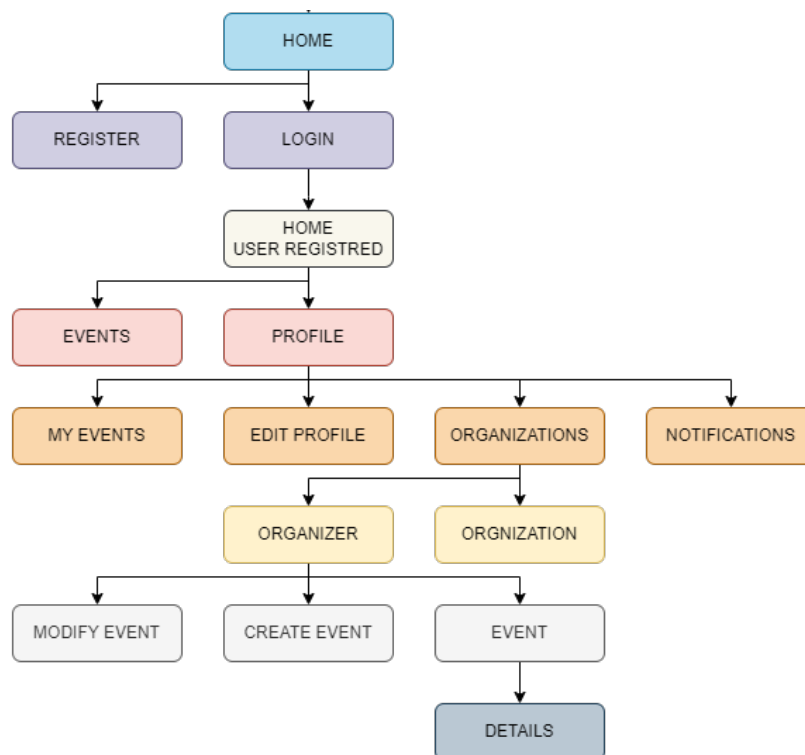 HOME
REGISTER
LOGIN
HOME
USER REGISTRED
EVENTS
PROFILE
MY EVENTS
EDIT PROFILE
ORGANIZATIONS
NOTIFICATIONS
ORGANIZER
ORGNIZATION
MODIFY EVENT
CREATE EVENT
EVENT
DETAILS